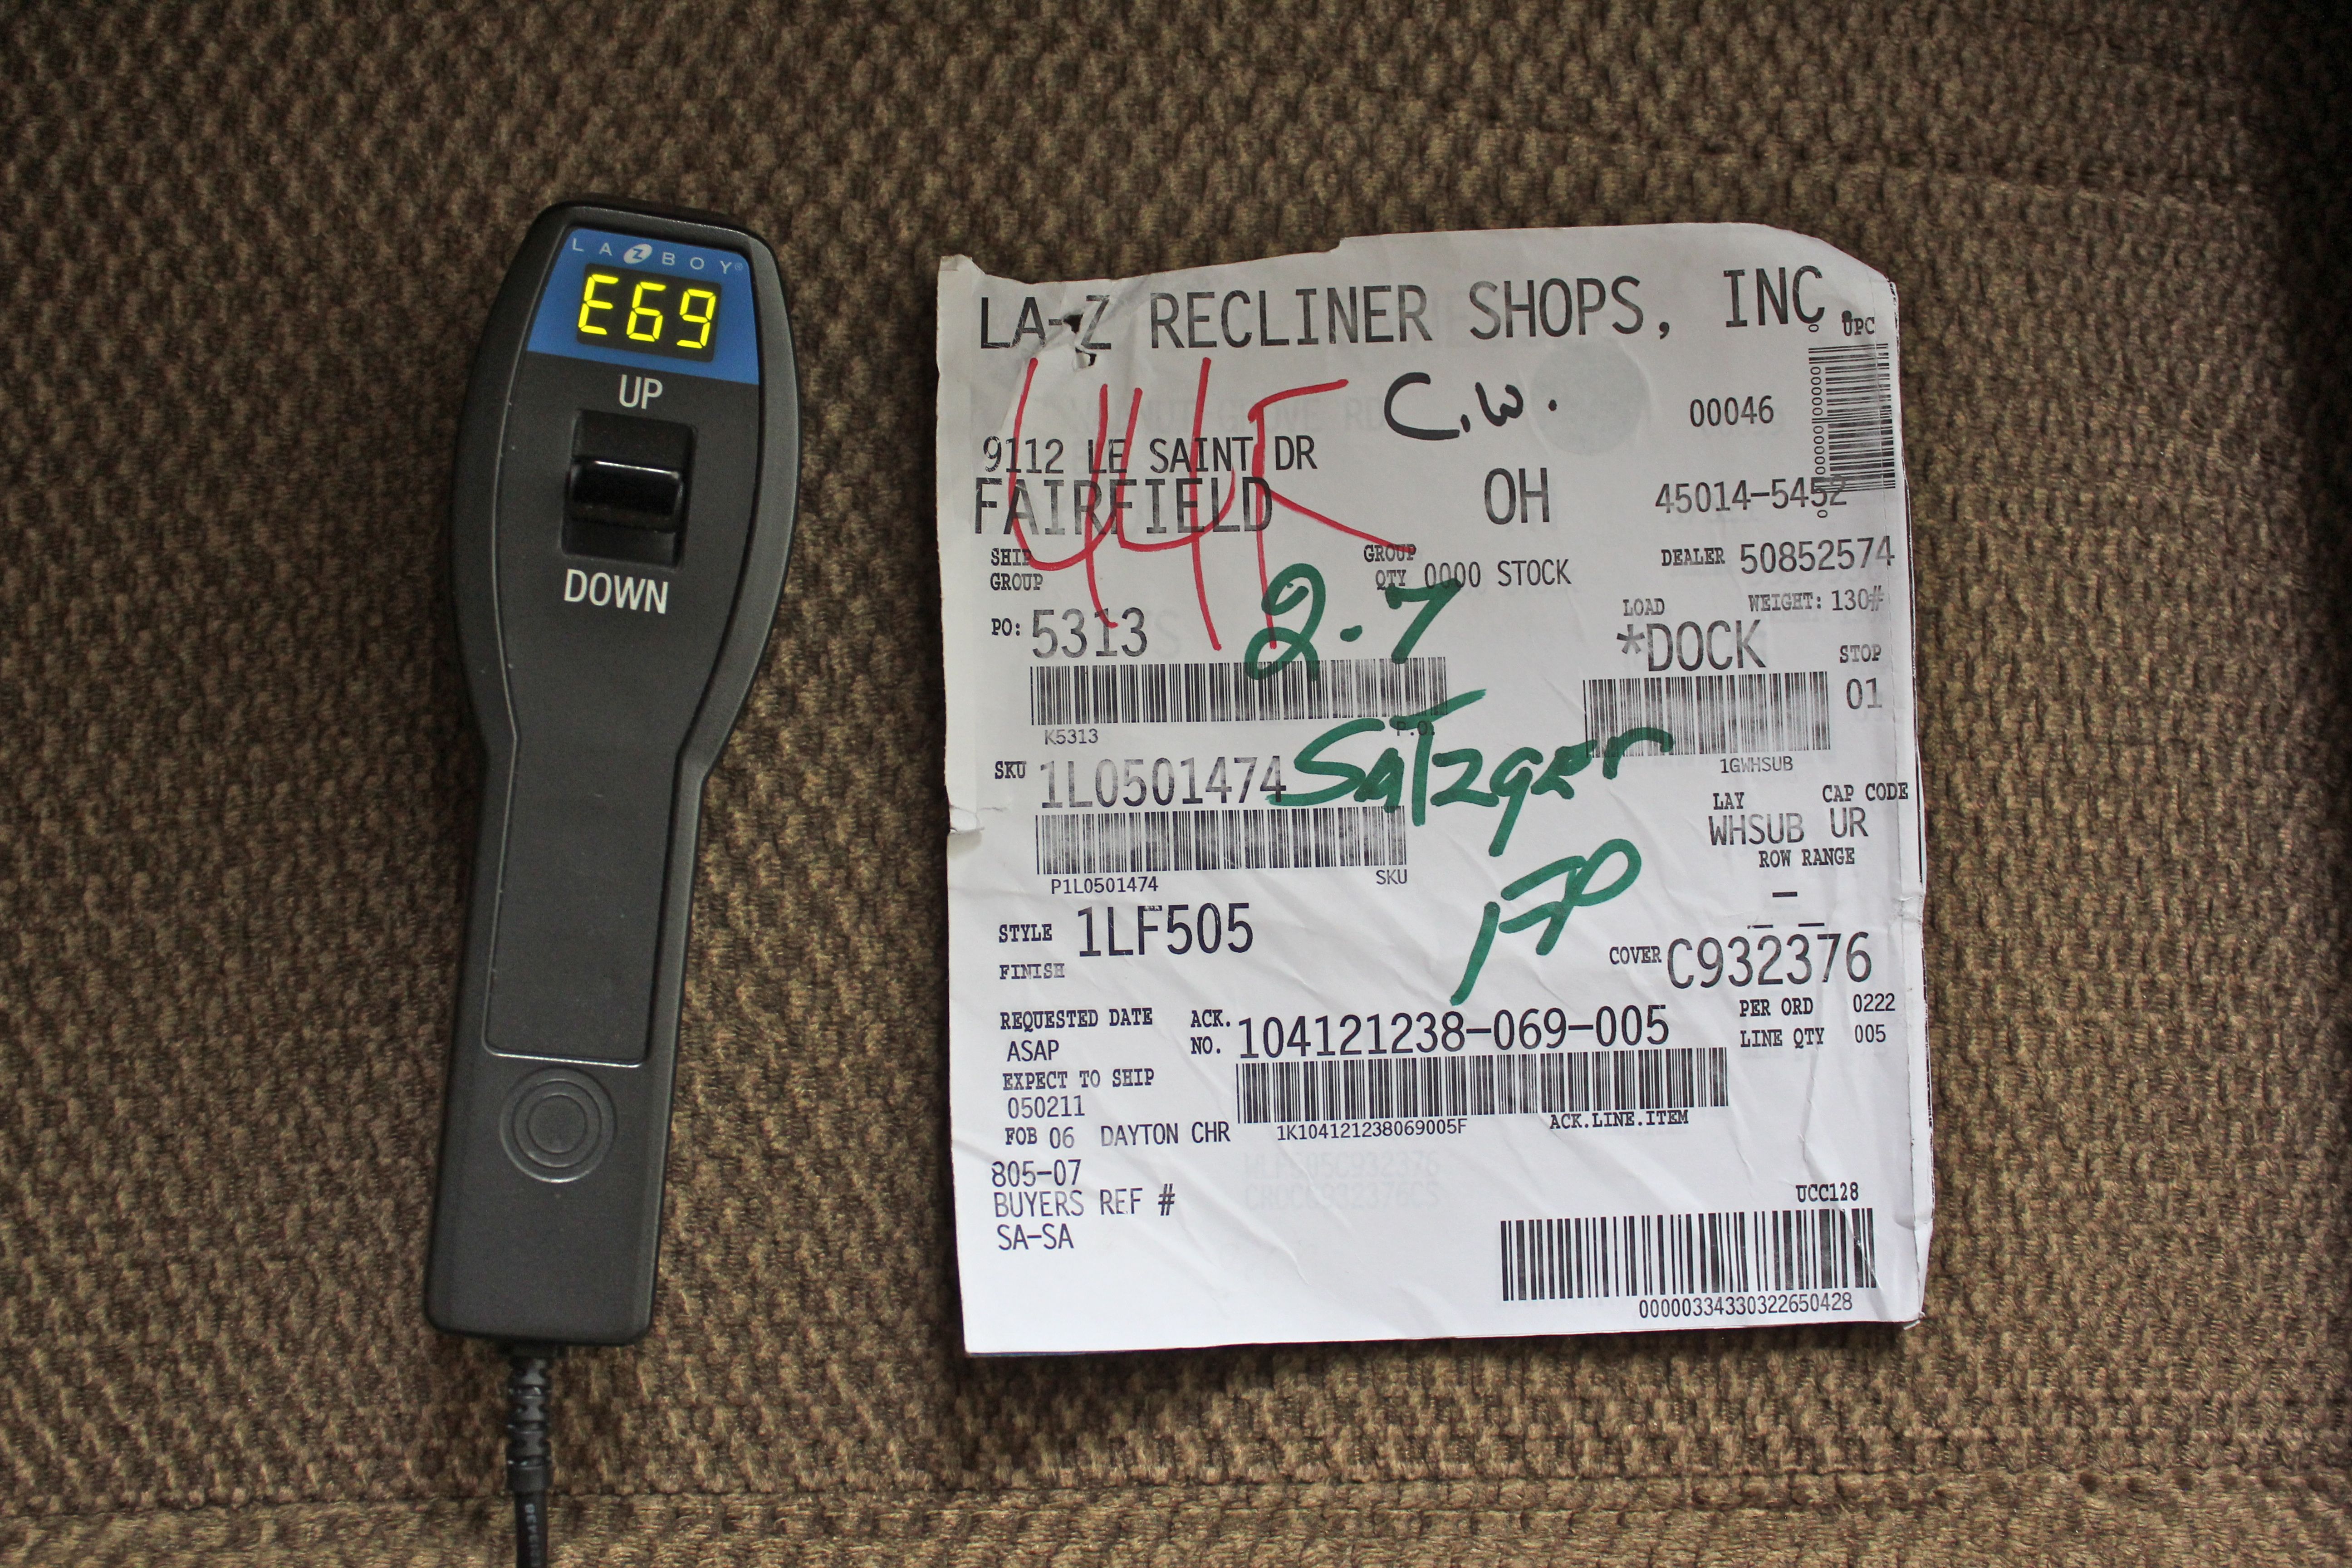 LAZBOY®
E69
UP
DOWN
LA-Z RECLINER SHOPS, INC.
UPC
44R C.W.
00046
9112 LE SAINT DR
FAIRFIELD OH 45014-5452
SHIP GROUP
GROUP QTY 0000 STOCK
DEALER 50852574
LOAD WEIGHT: 130#
PO: 5313
2.7
*DOCK
STOP
01
K5313
P.O.
1GWHSUB
SKU 1L0501474
Satzger
LAY CAP CODE
WHSUB UR
ROW RANGE
-
- -
P1L0501474 SKU
STYLE 1LF505
FINISH
COVER C932376
REQUESTED DATE
ASAP
ACK. NO. 104121238-069-005
PER ORD 0222
LINE QTY 005
EXPECT TO SHIP
050211
FOB 06 DAYTON CHR
1K104121238069005F ACK.LINE.ITEM
805-07
BUYERS REF #
SA-SA
UCC128
00000334330322650428